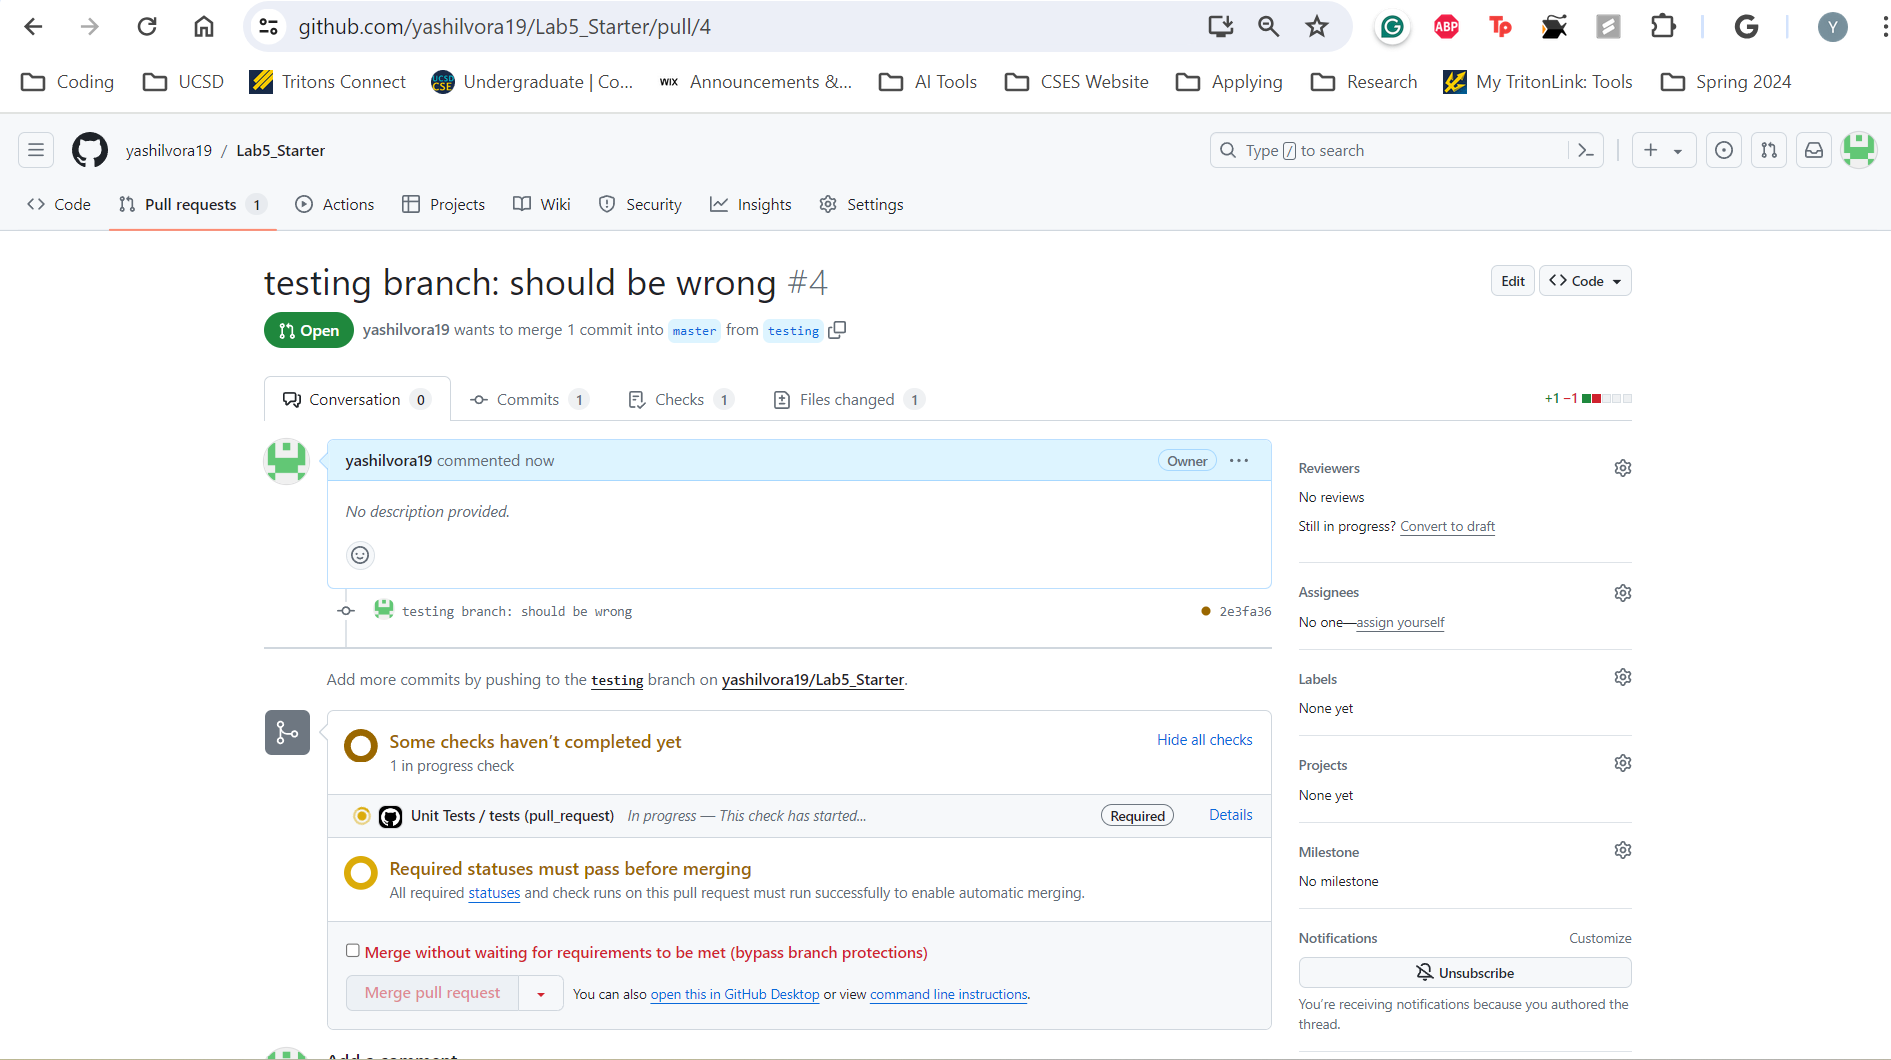 github.com/yashilvora19/Lab5_Starter/pull/4
ABP
Tp
G
Y
Coding
UCSD
Tritons Connect
UCSD CSE
Undergraduate | Co...
WIX
Announcements &...
AI Tools
CSES Website
Applying
Research
My TritonLink: Tools
Spring 2024
yashilvora19 / Lab5_Starter
Type / to search
Code
Pull requests 1
Actions
Projects
Wiki
Security
Insights
Settings
testing branch: should be wrong #4
Edit
Code
Open
yashilvora19 wants to merge 1 commit into master from testing
Conversation 0
Commits 1
Checks 1
Files changed 1
+1 −1
yashilvora19 commented now
Owner
No description provided.
testing branch: should be wrong
2e3fa36
Add more commits by pushing to the testing branch on yashilvora19/Lab5_Starter.
Some checks haven’t completed yet
1 in progress check
Hide all checks
Unit Tests / tests (pull_request) In progress — This check has started...
Required
Details
Required statuses must pass before merging
All required statuses and check runs on this pull request must run successfully to enable automatic merging.
Merge without waiting for requirements to be met (bypass branch protections)
Merge pull request
You can also open this in GitHub Desktop or view command line instructions.
Add a comment
Reviewers
No reviews
Still in progress? Convert to draft
Assignees
No one—assign yourself
Labels
None yet
Projects
None yet
Milestone
No milestone
Notifications
Customize
Unsubscribe
You’re receiving notifications because you authored the
thread.